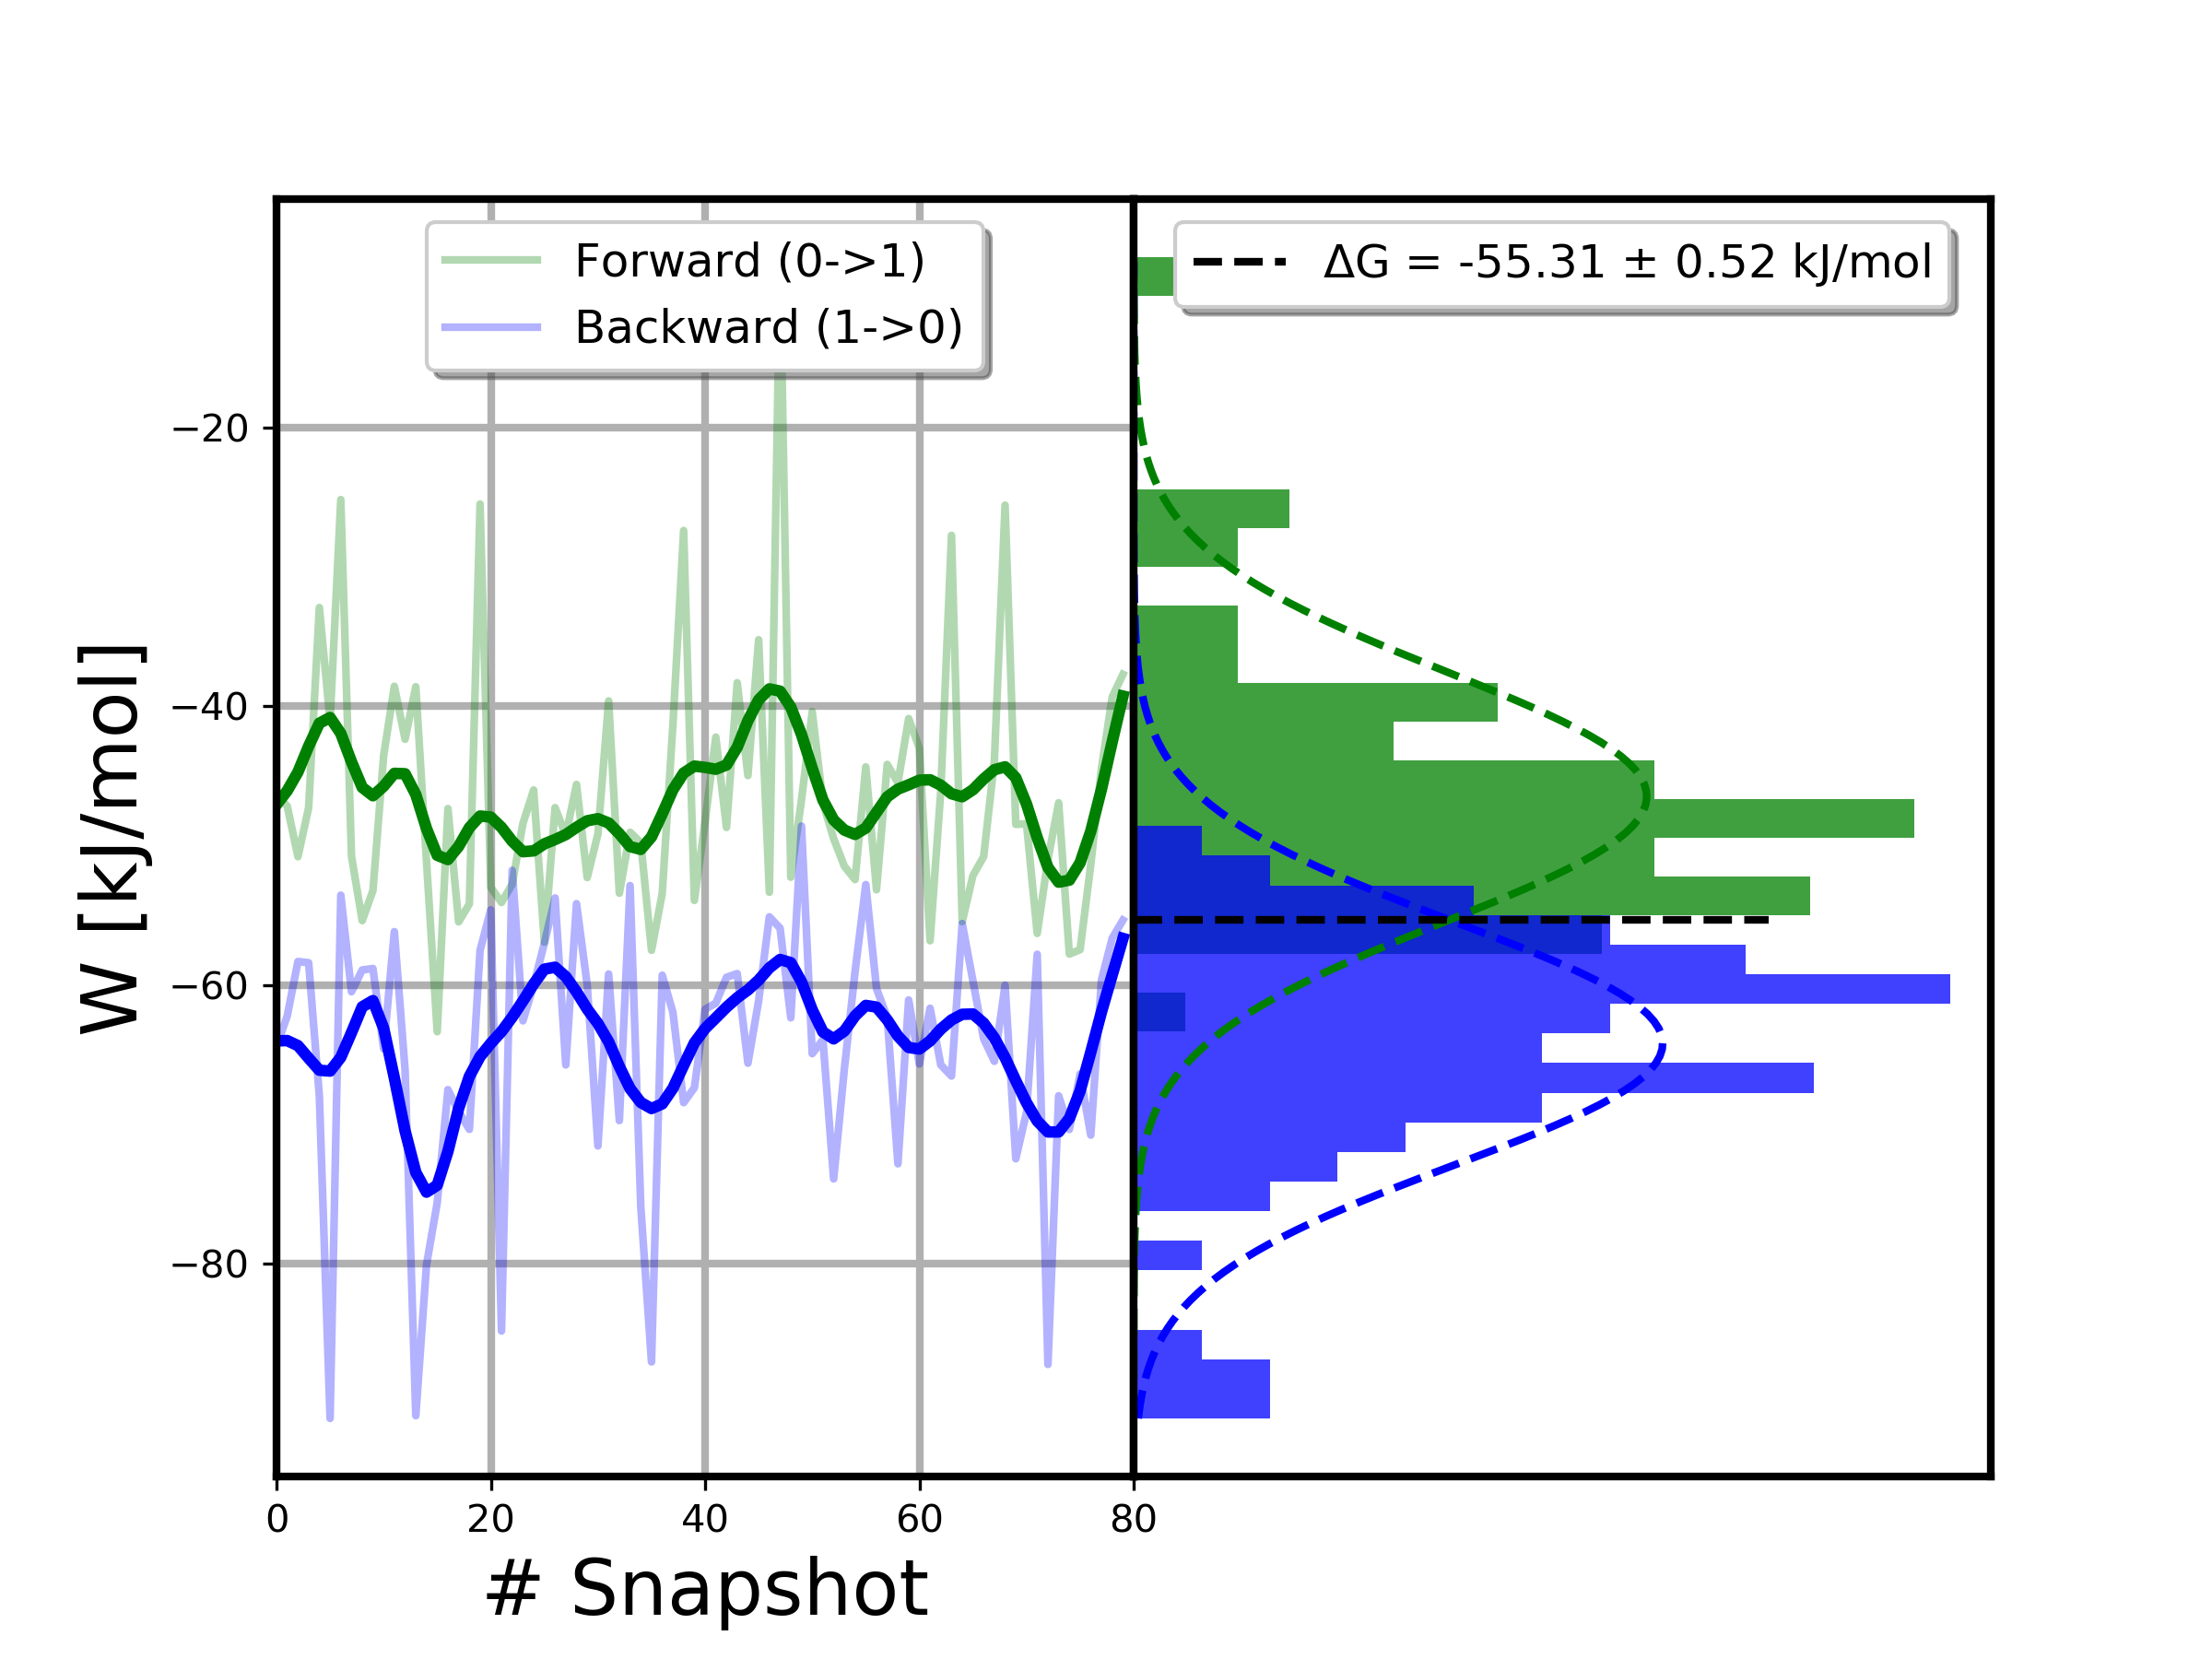 Forward (0->1)
Backward (1->0)
ΔG = -55.31 ± 0.52 kJ/mol
−20
−40
−60
−80
W [kJ/mol]
0 20 40 60 80
# Snapshot